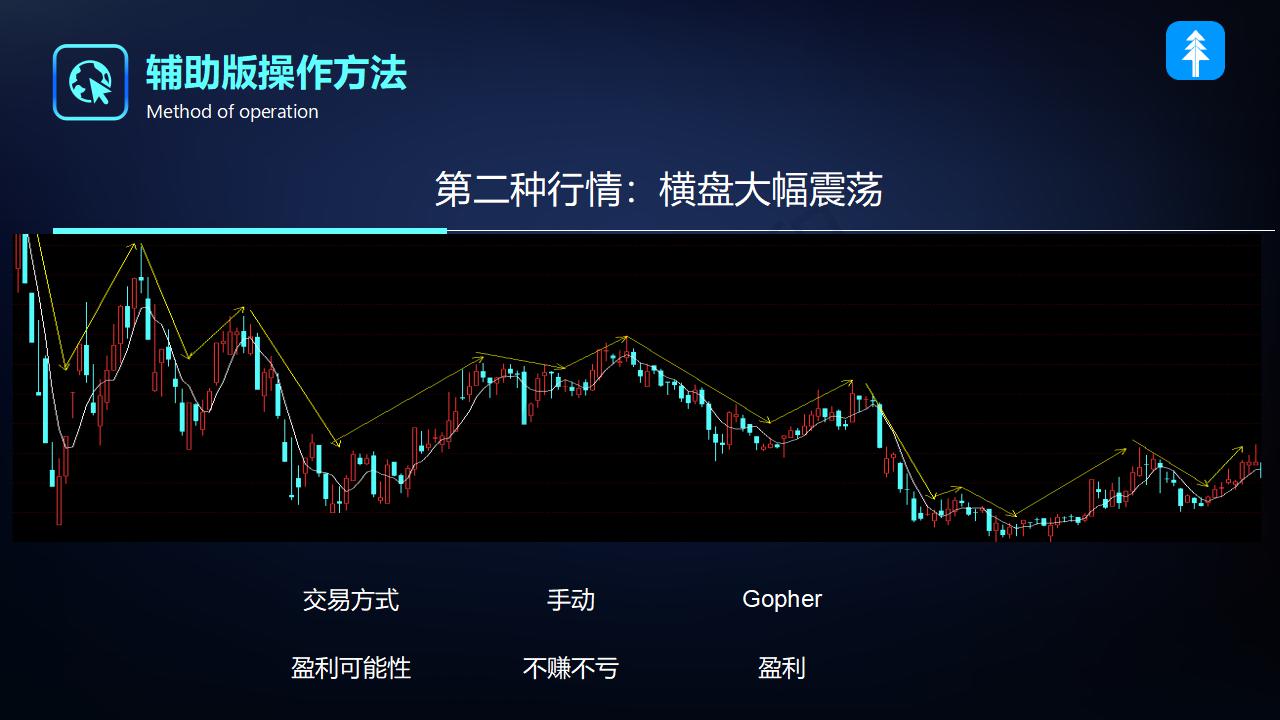 辅助版操作方法
Method of operation
第二种行情：横盘大幅震荡
交易方式 手动 Gopher
盈利可能性 不赚不亏 盈利